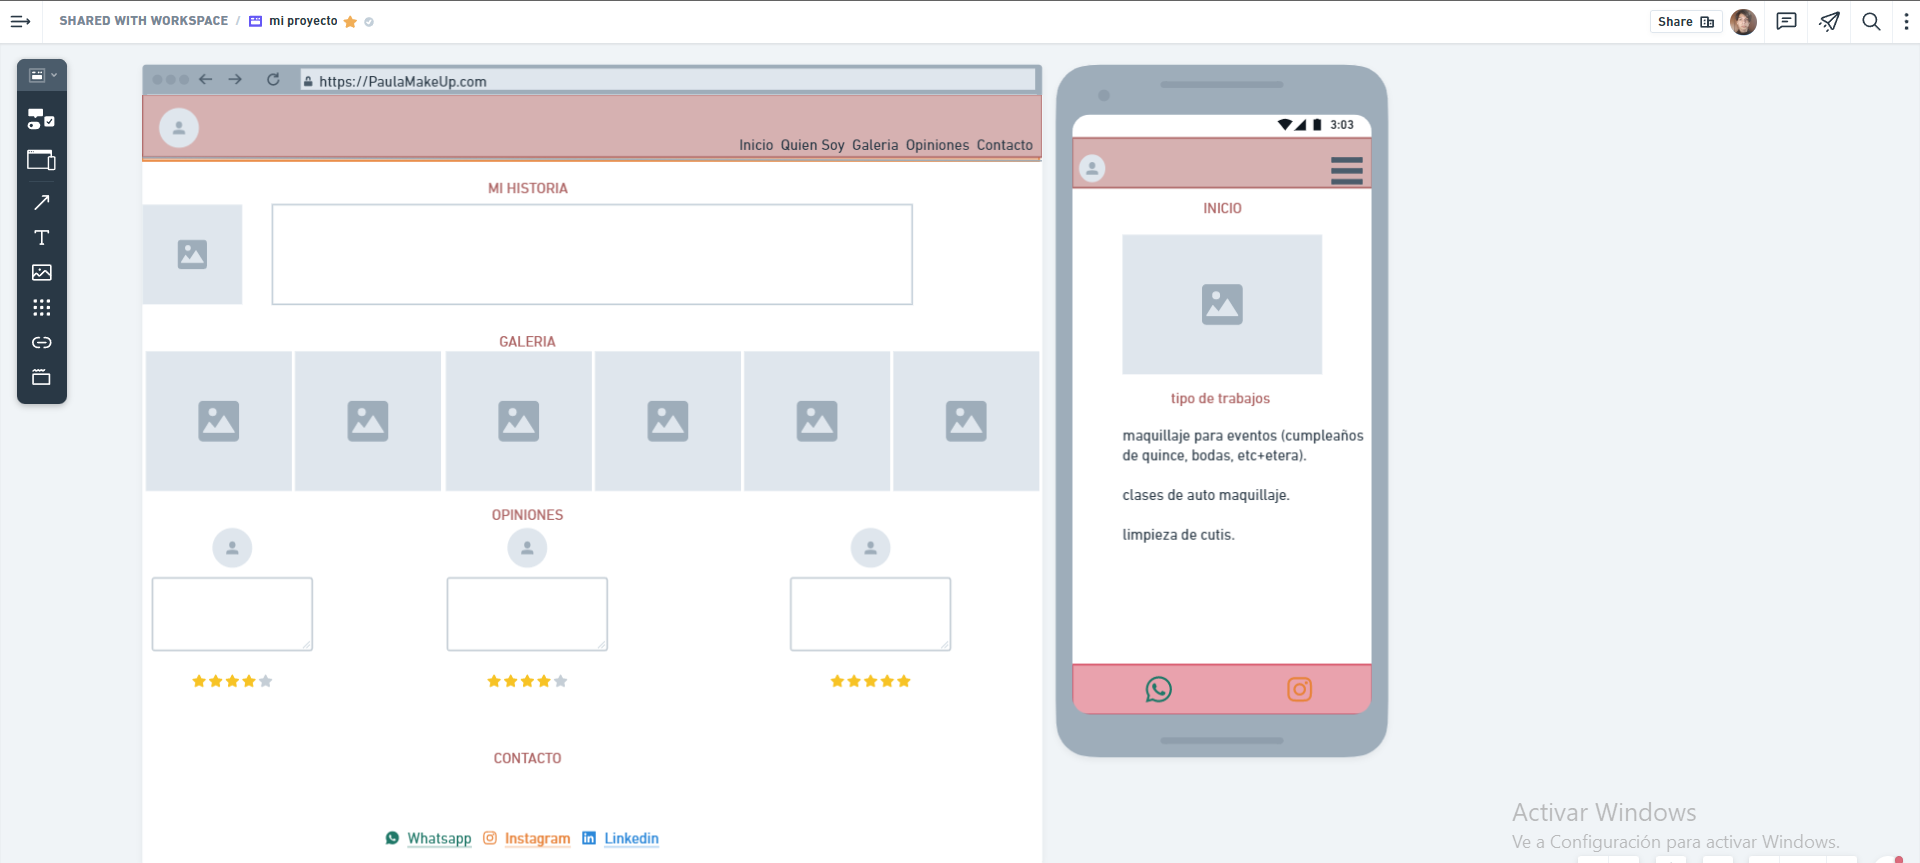 SHARED WITH WORKSPACE / mi proyecto
Share
https://PaulaMakeUp.com
Inicio Quien Soy Galeria Opiniones Contacto
MI HISTORIA
GALERIA
OPINIONES
CONTACTO
Whatsapp Instagram Linkedin
3:03
INICIO
tipo de trabajos
maquillaje para eventos (cumpleaños
de quince, bodas, etc+etera).
clases de auto maquillaje.
limpieza de cutis.
Activar Windows
Ve a Configuración para activar Windows.